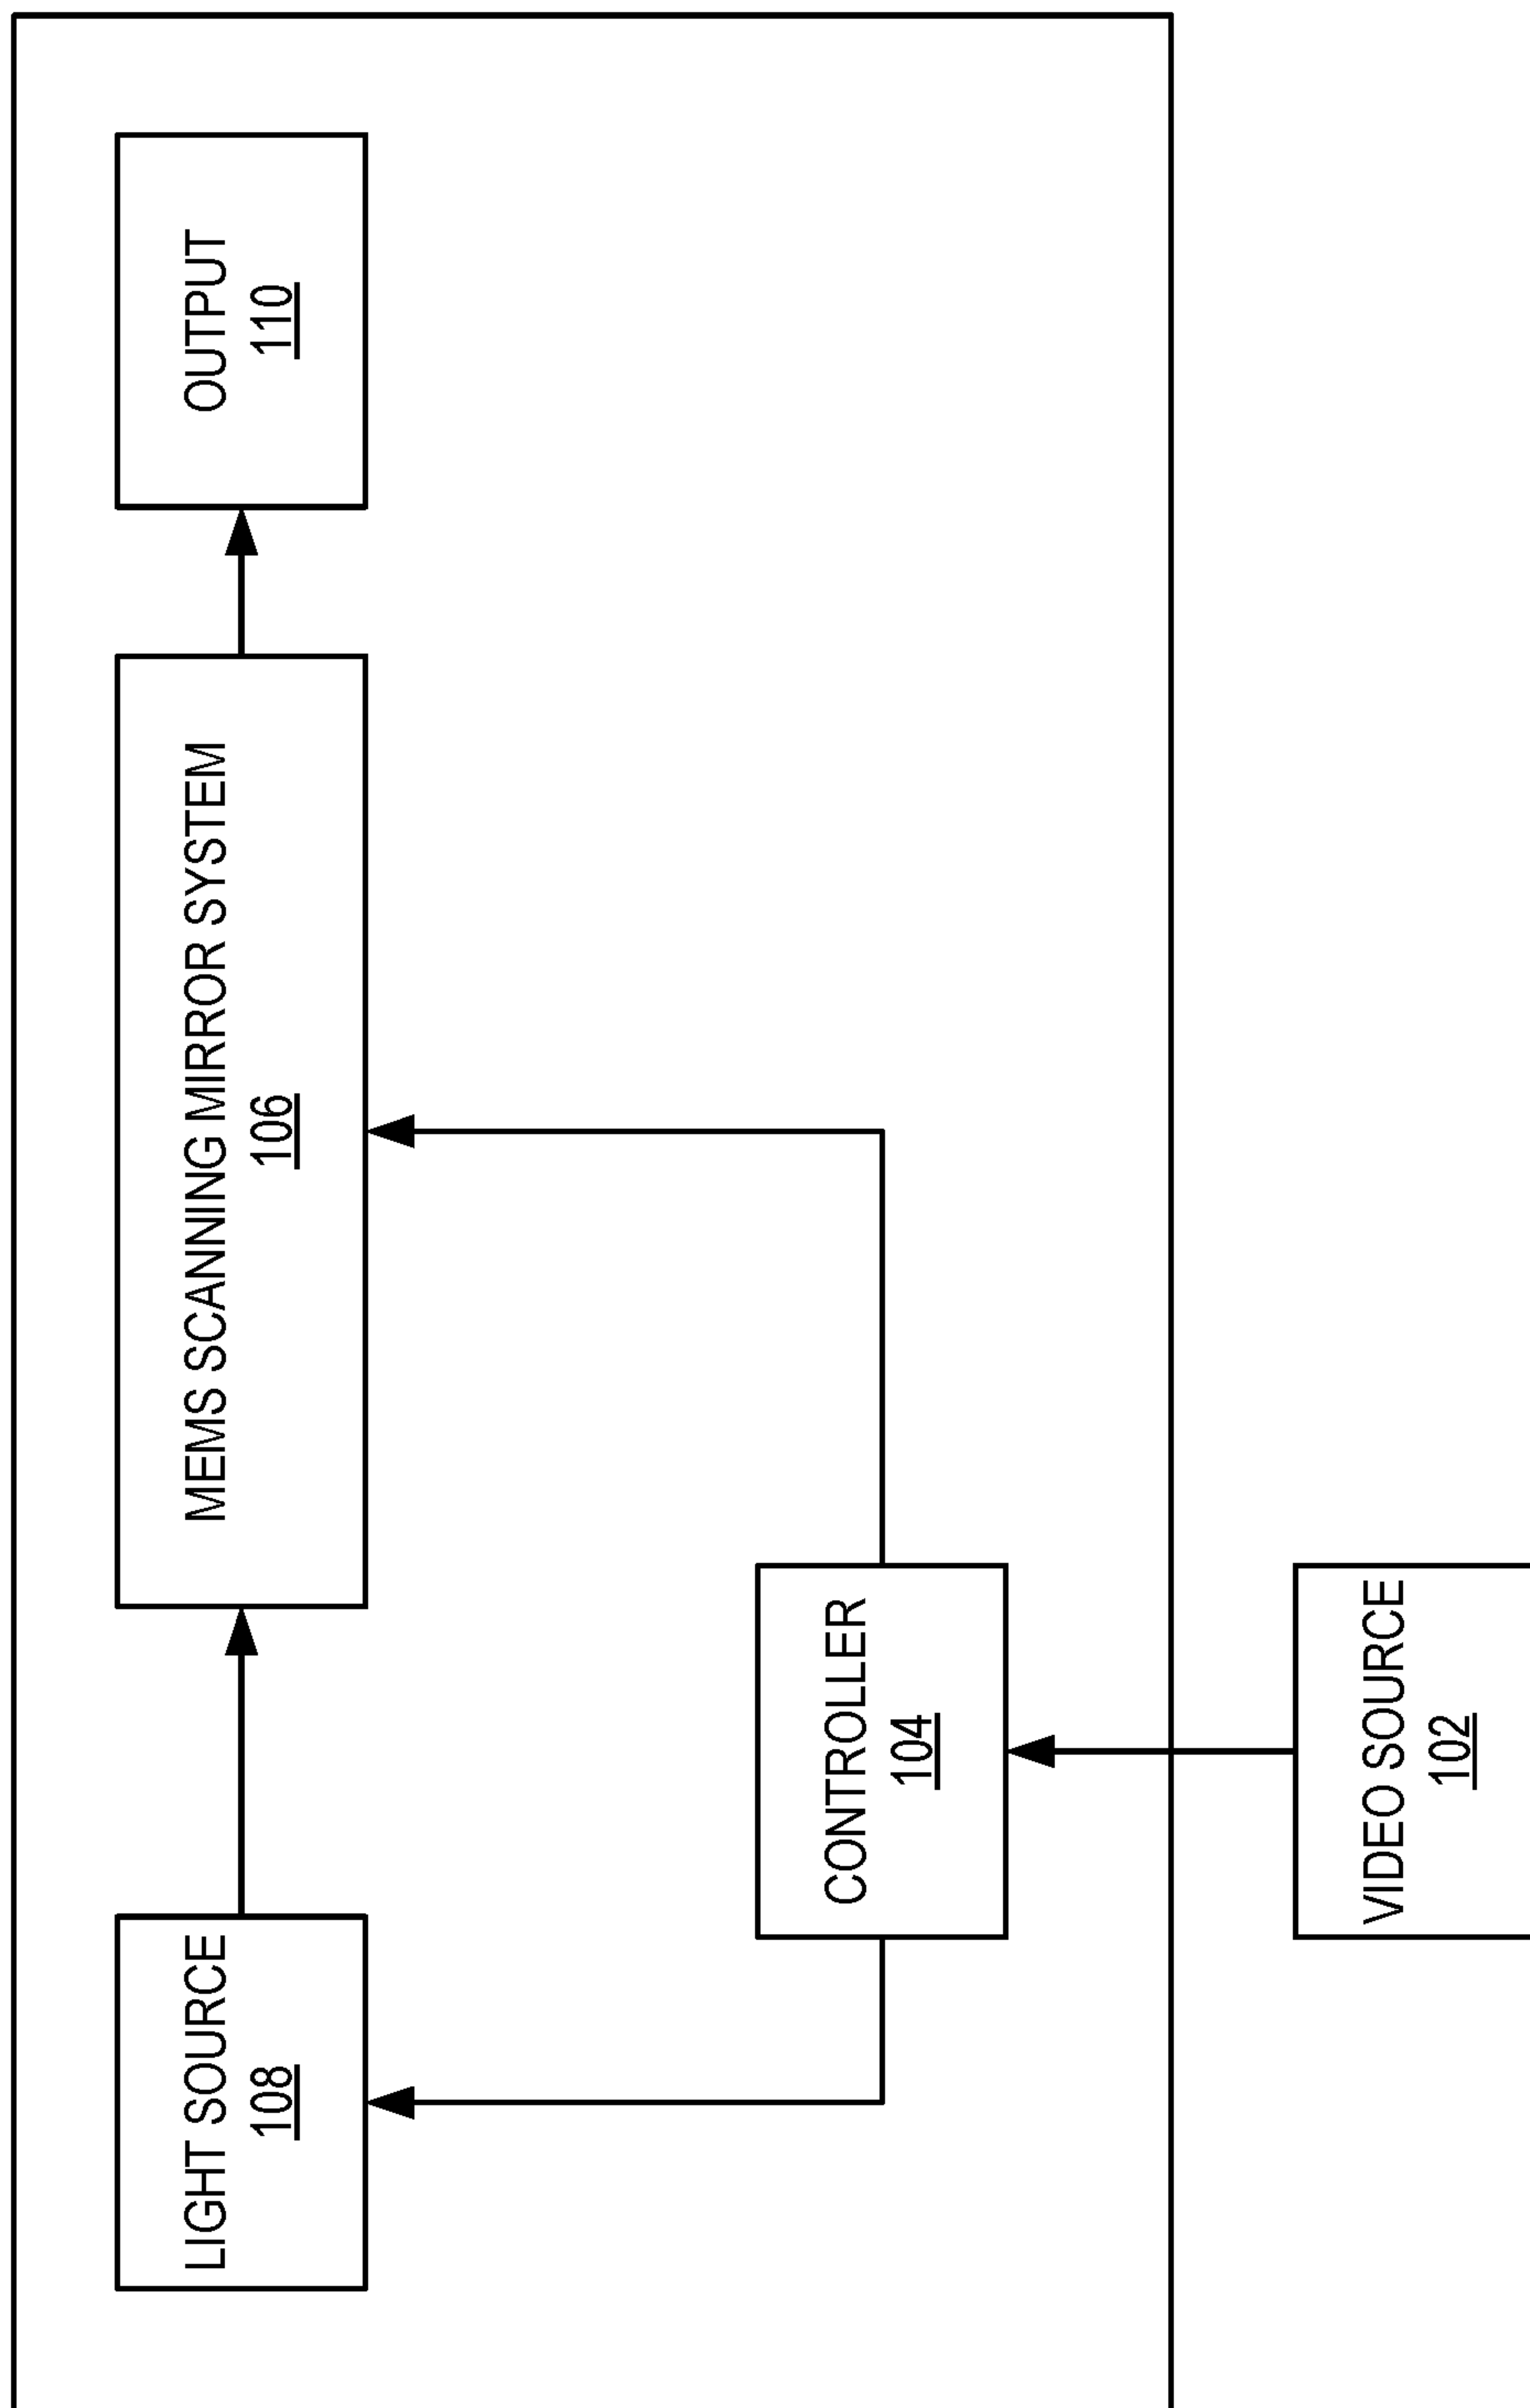 LIGHT SOURCE
108
MEMS SCANNING MIRROR SYSTEM
106
OUTPUT
110
CONTROLLER
104
VIDEO SOURCE
102